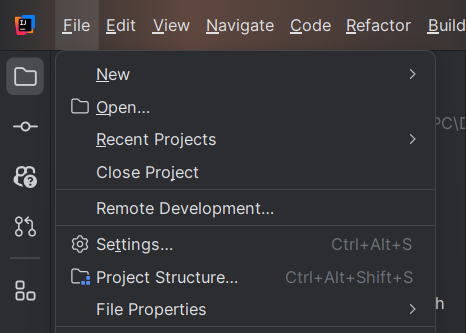 File Edit View Navigate Code Refactor Build
New
Open...
Recent Projects
Close Project
Remote Development...
Settings... Ctrl+Alt+S
Project Structure... Ctrl+Alt+Shift+S
File Properties